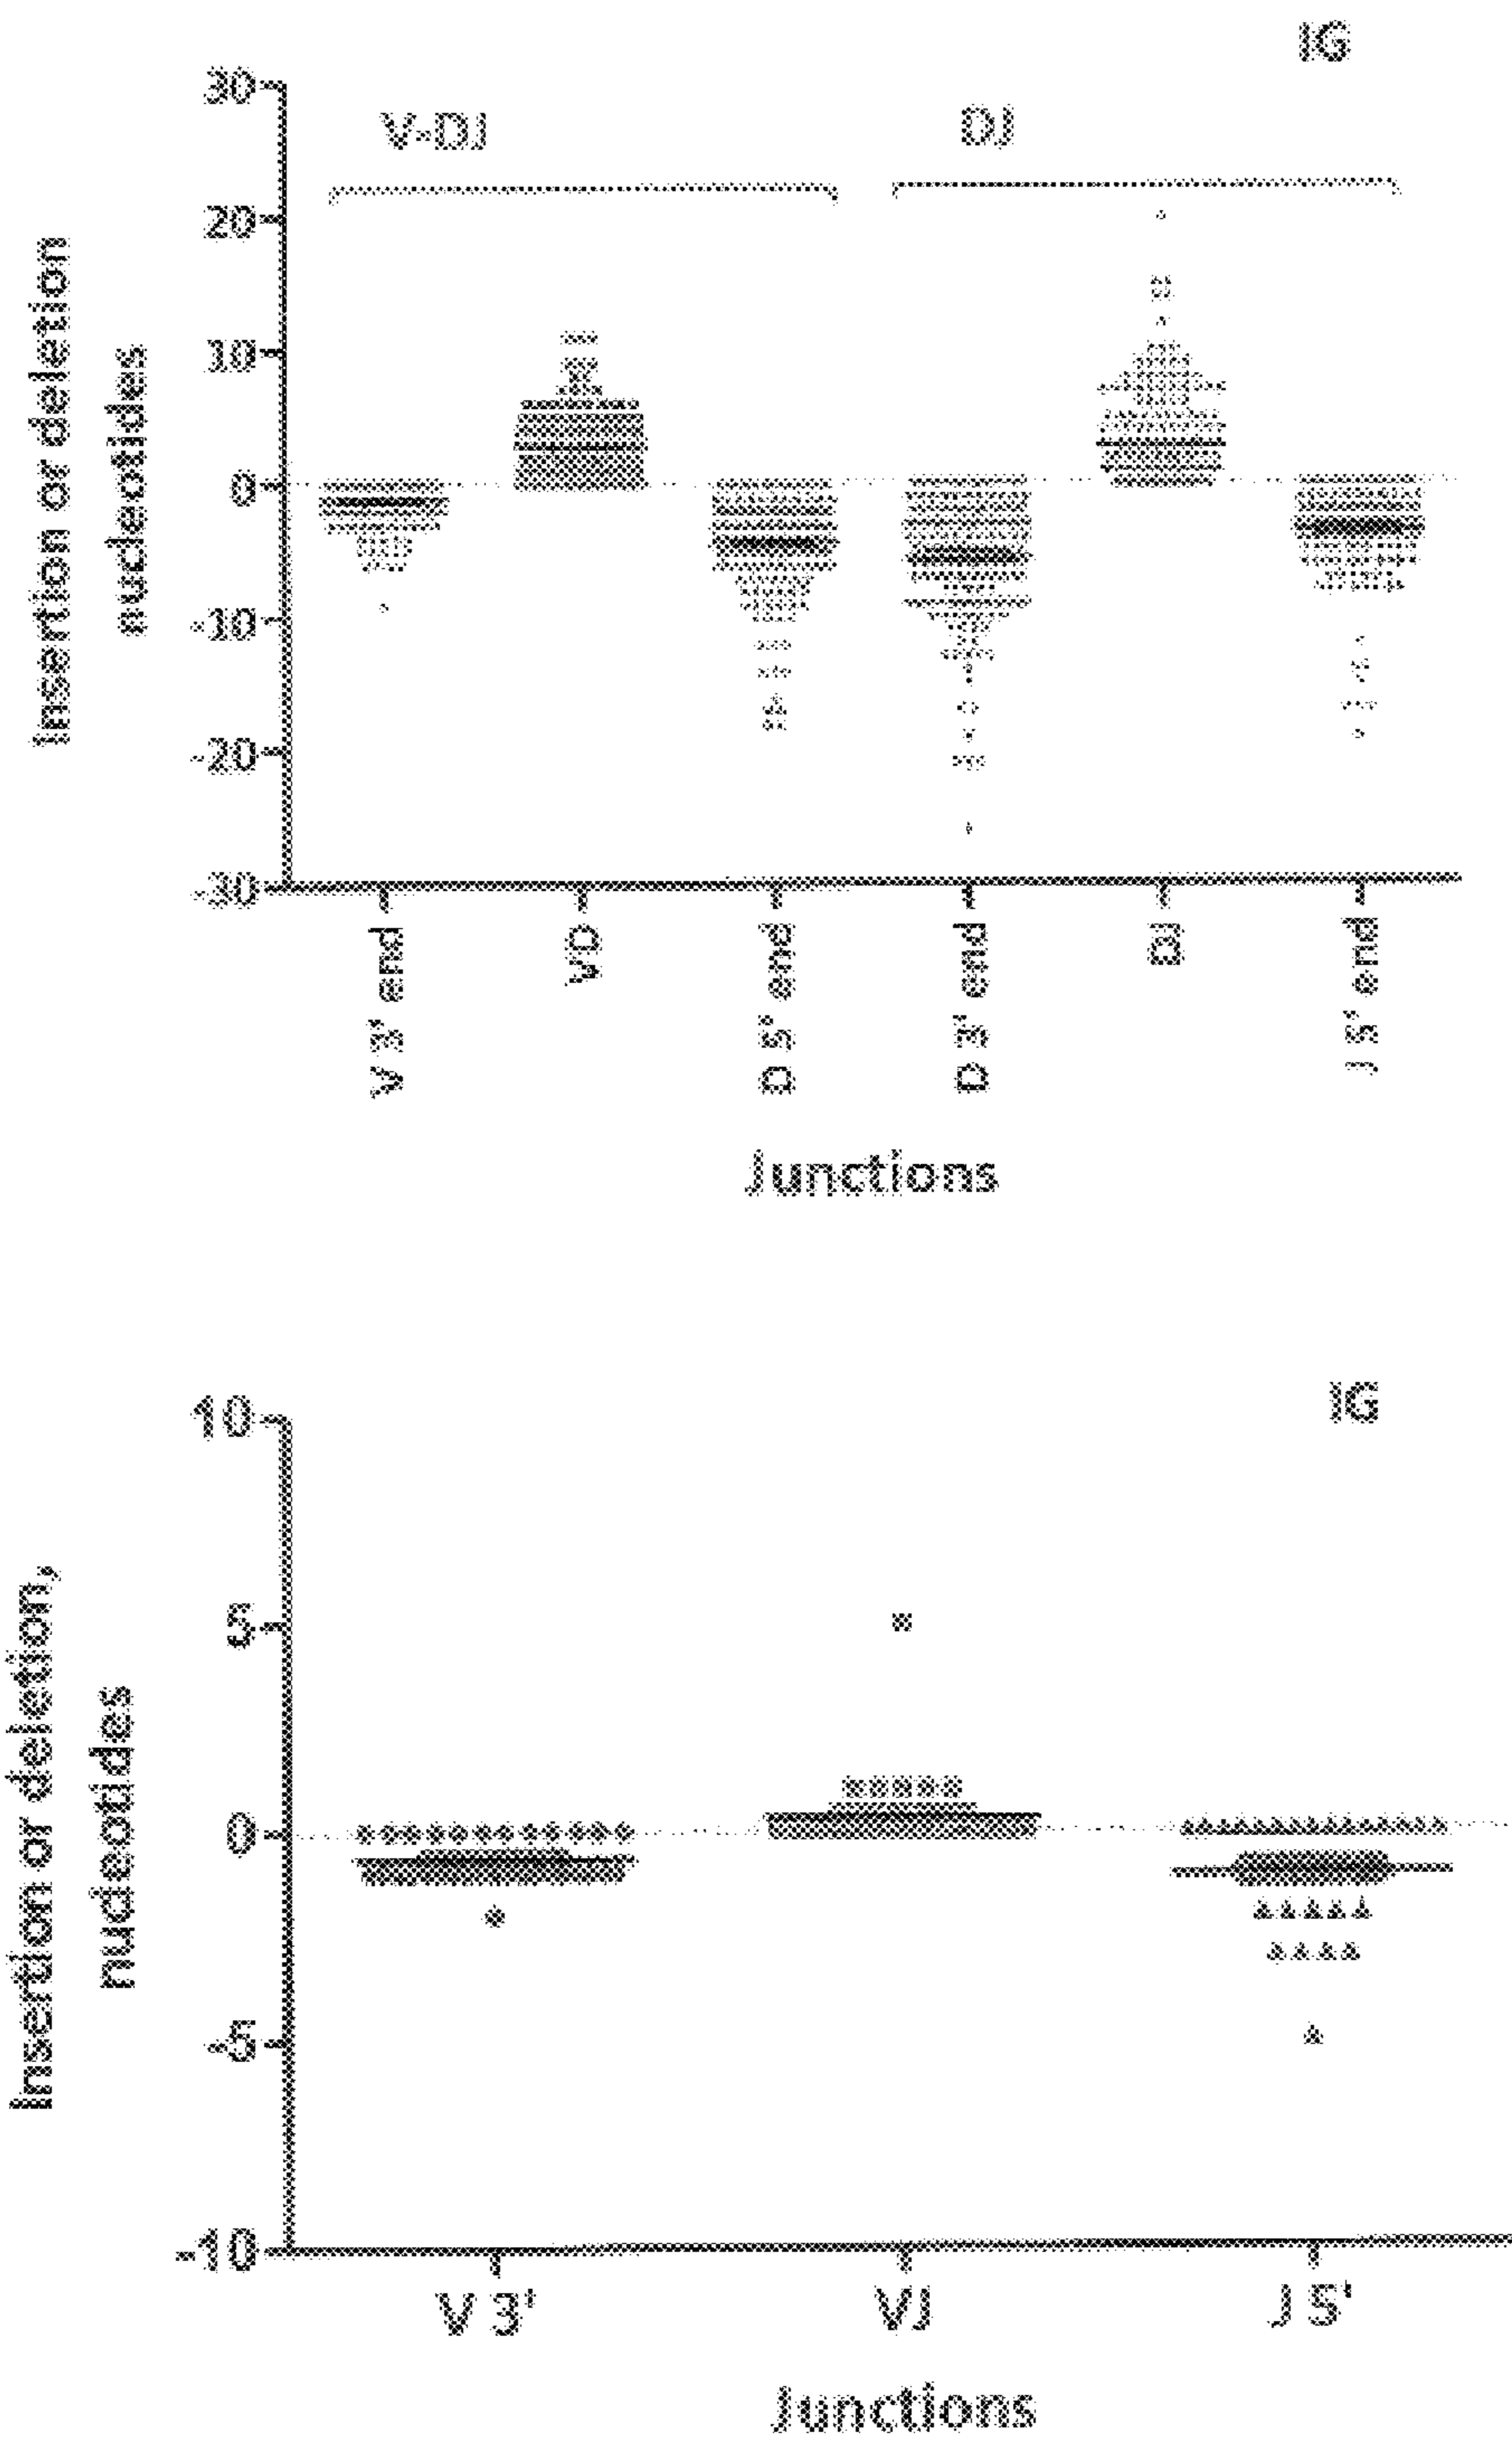 IG
V-DJ
DJ
30
20
10
0
-10
-20
-30
Insertion or deletion
nucleotides
V 3' end
VD
D 5' end
D 3' end
DJ
J 5' end
Junctions
IG
10
5
0
-5
-10
Insertion or deletion,
nucleotides
V 3'
VJ
J 5'
Junctions